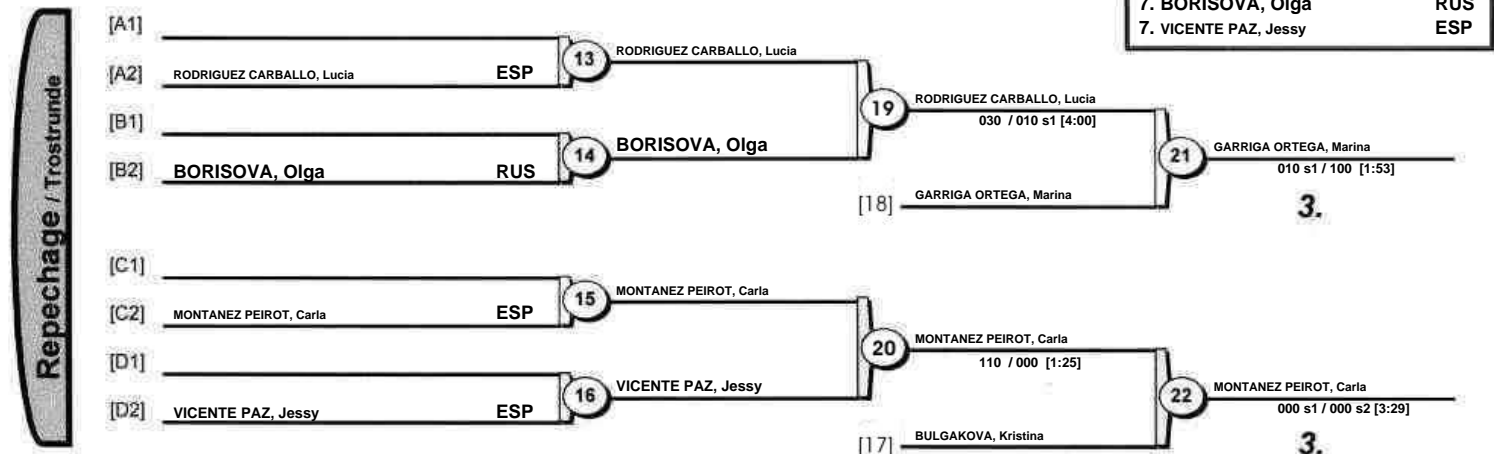 7. BORISOVA, Olga RUS
7. VICENTE PAZ, Jessy ESP
Repechage / Trostrunde
[A1]
[A2] RODRIGUEZ CARBALLO, Lucia ESP
13 RODRIGUEZ CARBALLO, Lucia
[B1]
[B2] BORISOVA, Olga RUS
14 BORISOVA, Olga
19 RODRIGUEZ CARBALLO, Lucia
030 / 010 s1 [4:00]
[18] GARRIGA ORTEGA, Marina
21 GARRIGA ORTEGA, Marina
010 s1 / 100 [1:53]
3.
[C1]
[C2] MONTANEZ PEIROT, Carla ESP
15 MONTANEZ PEIROT, Carla
[D1]
[D2] VICENTE PAZ, Jessy ESP
16 VICENTE PAZ, Jessy
20 MONTANEZ PEIROT, Carla
110 / 000 [1:25]
[17] BULGAKOVA, Kristina
22 MONTANEZ PEIROT, Carla
000 s1 / 000 s2 [3:29]
3.